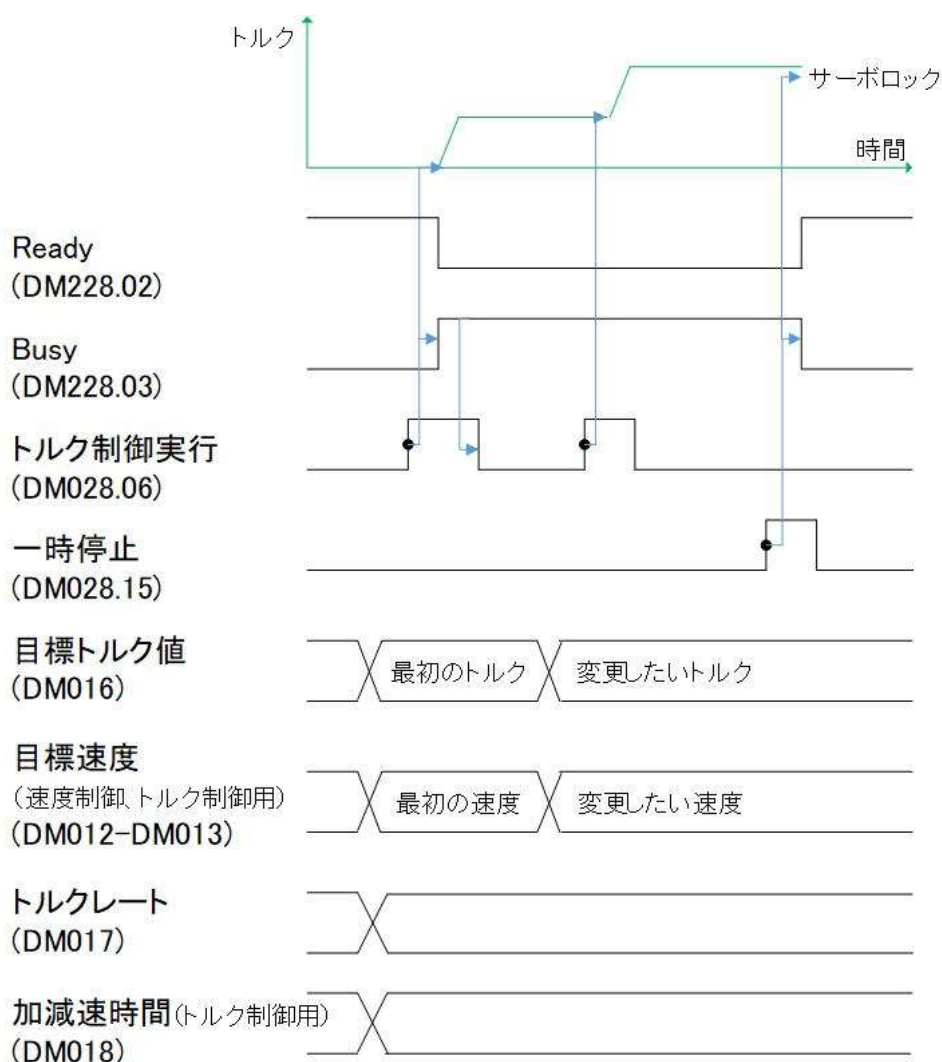 トルク
サーボロック
時間
Ready
(DM228.02)
Busy
(DM228.03)
トルク制御実行
(DM028.06)
一時停止
(DM028.15)
目標トルク値
(DM016)
最初のトルク
変更したいトルク
目標速度
(速度制御、トルク制御用)
(DM012-DM013)
最初の速度
変更したい速度
トルクレート
(DM017)
加減速時間(トルク制御用)
(DM018)